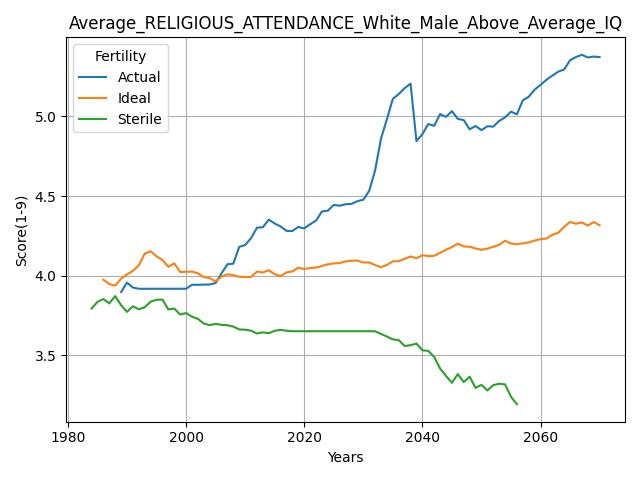 Average_RELIGIOUS_ATTENDANCE_White_Male_Above_Average_IQ
Fertility
Actual
Ideal
Sterile
Score(1-9)
5.0
4.5
4.0
3.5
1980 2000 2020 2040 2060
Years